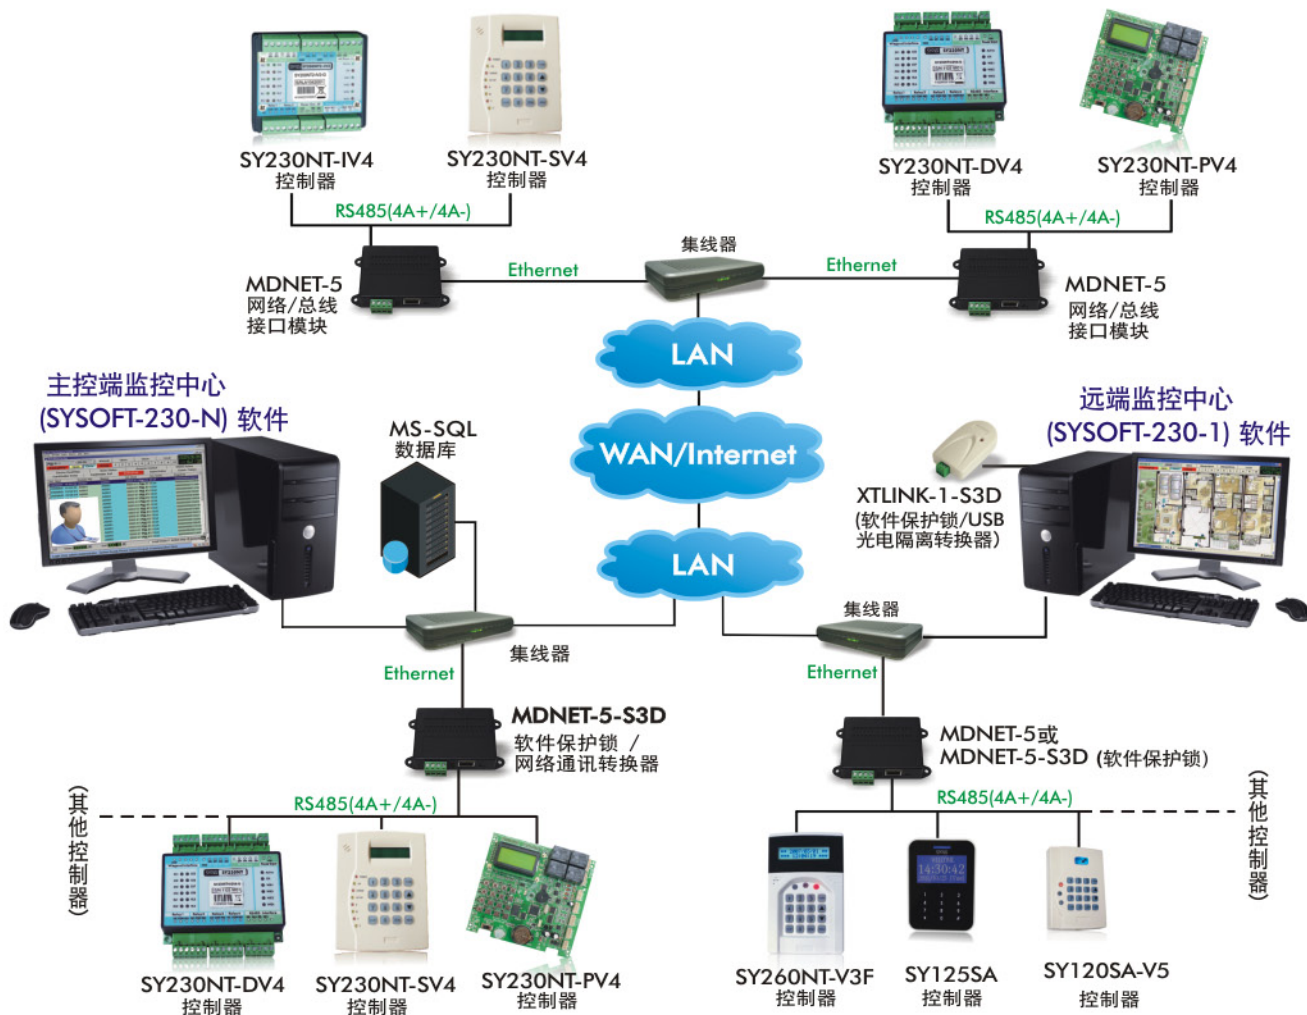 SY230NT-IV4
控制器
SY230NT-SV4
控制器
SY230NT-DV4
控制器
SY230NT-PV4
控制器
RS485(4A+/4A-)
RS485(4A+/4A-)
MDNET-5
网络/总线
接口模块
Ethernet
集线器
Ethernet
MDNET-5
网络/总线
接口模块
LAN
WAN/Internet
LAN
主控端监控中心
(SYSOFT-230-N) 软件
MS-SQL
数据库
远端监控中心
(SYSOFT-230-1) 软件
XTLINK-1-S3D
(软件保护锁/USB
光电隔离转换器)
集线器
Ethernet
集线器
Ethernet
MDNET-5-S3D
软件保护锁 /
网络通讯转换器
MDNET-5或
MDNET-5-S3D (软件保护锁)
(其他控制器)
RS485(4A+/4A-)
RS485(4A+/4A-)
(其他控制器)
14:30:42
SY230NT-DV4
控制器
SY230NT-SV4
控制器
SY230NT-PV4
控制器
SY260NT-V3F
控制器
SY125SA
控制器
SY120SA-V5
控制器